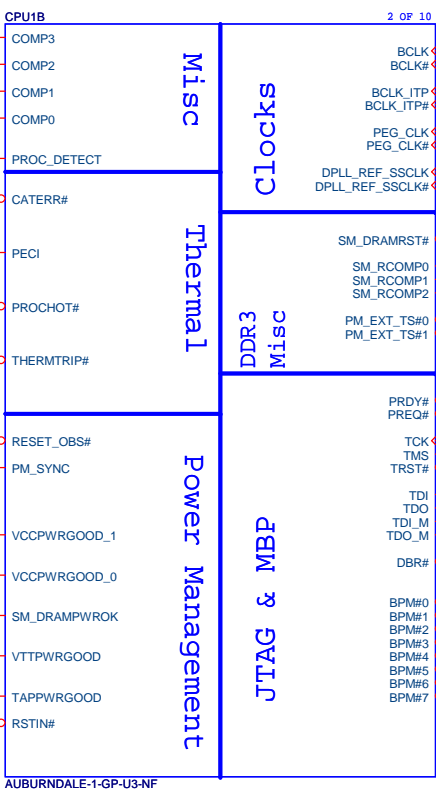 CPU1B
2 OF 10
COMP3
COMP2
COMP1
COMP0
PROC_DETECT
Misc
CATERR#
PECI
PROCHOT#
THERMTRIP#
Thermal
RESET_OBS#
PM_SYNC
VCCPWRGOOD_1
VCCPWRGOOD_0
SM_DRAMPWROK
VTTPWRGOOD
TAPPWRGOOD
RSTIN#
Power Management
Clocks
BCLK
BCLK#
BCLK_ITP
BCLK_ITP#
PEG_CLK
PEG_CLK#
DPLL_REF_SSCLK
DPLL_REF_SSCLK#
DDR3
Misc
SM_DRAMRST#
SM_RCOMP0
SM_RCOMP1
SM_RCOMP2
PM_EXT_TS#0
PM_EXT_TS#1
JTAG & MBP
PRDY#
PREQ#
TCK
TMS
TRST#
TDI
TDO
TDI_M
TDO_M
DBR#
BPM#0
BPM#1
BPM#2
BPM#3
BPM#4
BPM#5
BPM#6
BPM#7
AUBURNDALE-1-GP-U3-NF